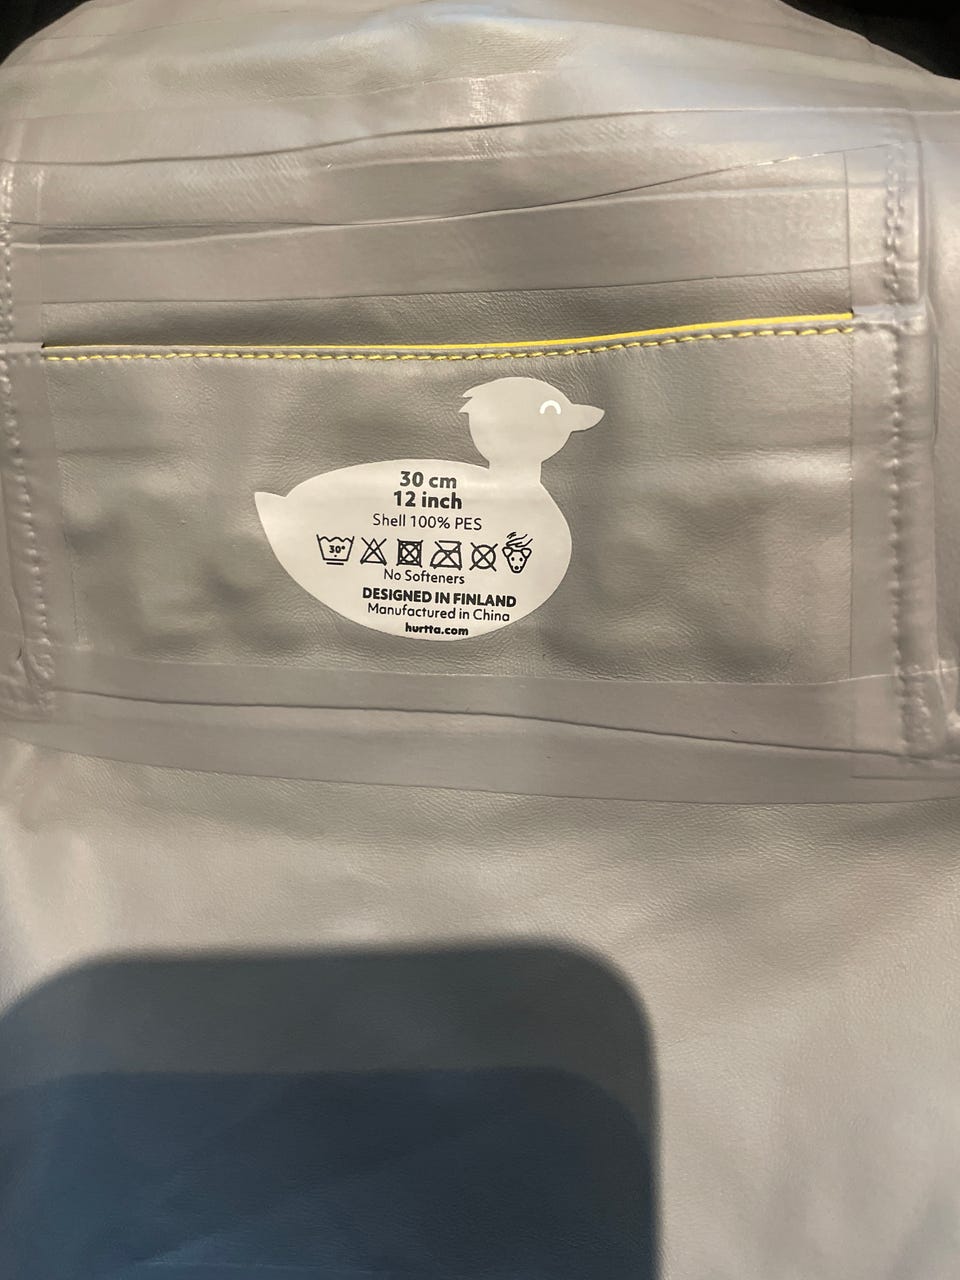 30 cm
12 inch
Shell 100% PES
30°
No Softeners
DESIGNED IN FINLAND
Manufactured in China
hurtta.com